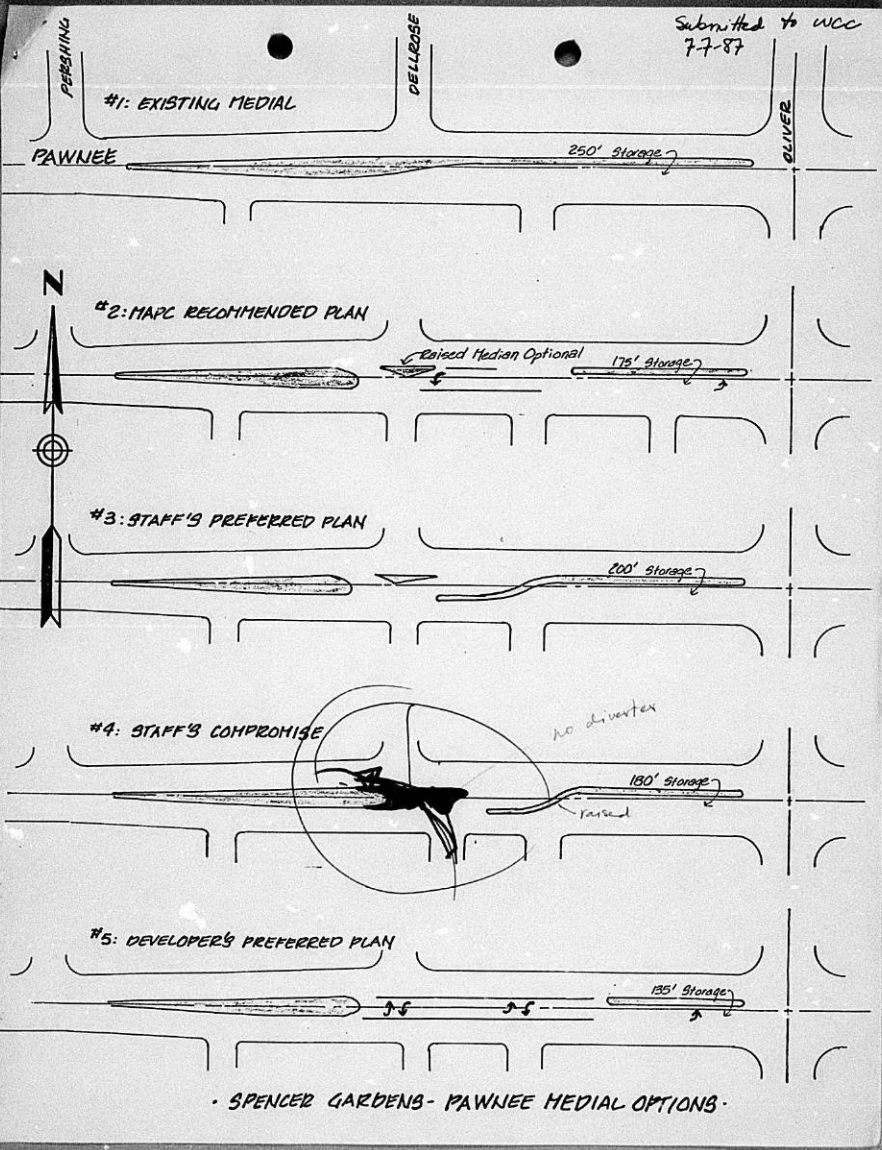 Submitted to WCC
7-7-87
PERSHING
DELLROSE
OLIVER
#1: EXISTING MEDIAL
PAWNEE
250' Storage
N
#2: MAPC RECOMMENDED PLAN
Raised Median Optional
175' Storage
#3: STAFF'S PREFERRED PLAN
200' Storage
no diverter
#4: STAFF'S COMPROMISE
180' Storage
raised
#5: DEVELOPER'S PREFERRED PLAN
135' Storage
· SPENCER GARDENS - PAWNEE MEDIAL OPTIONS ·